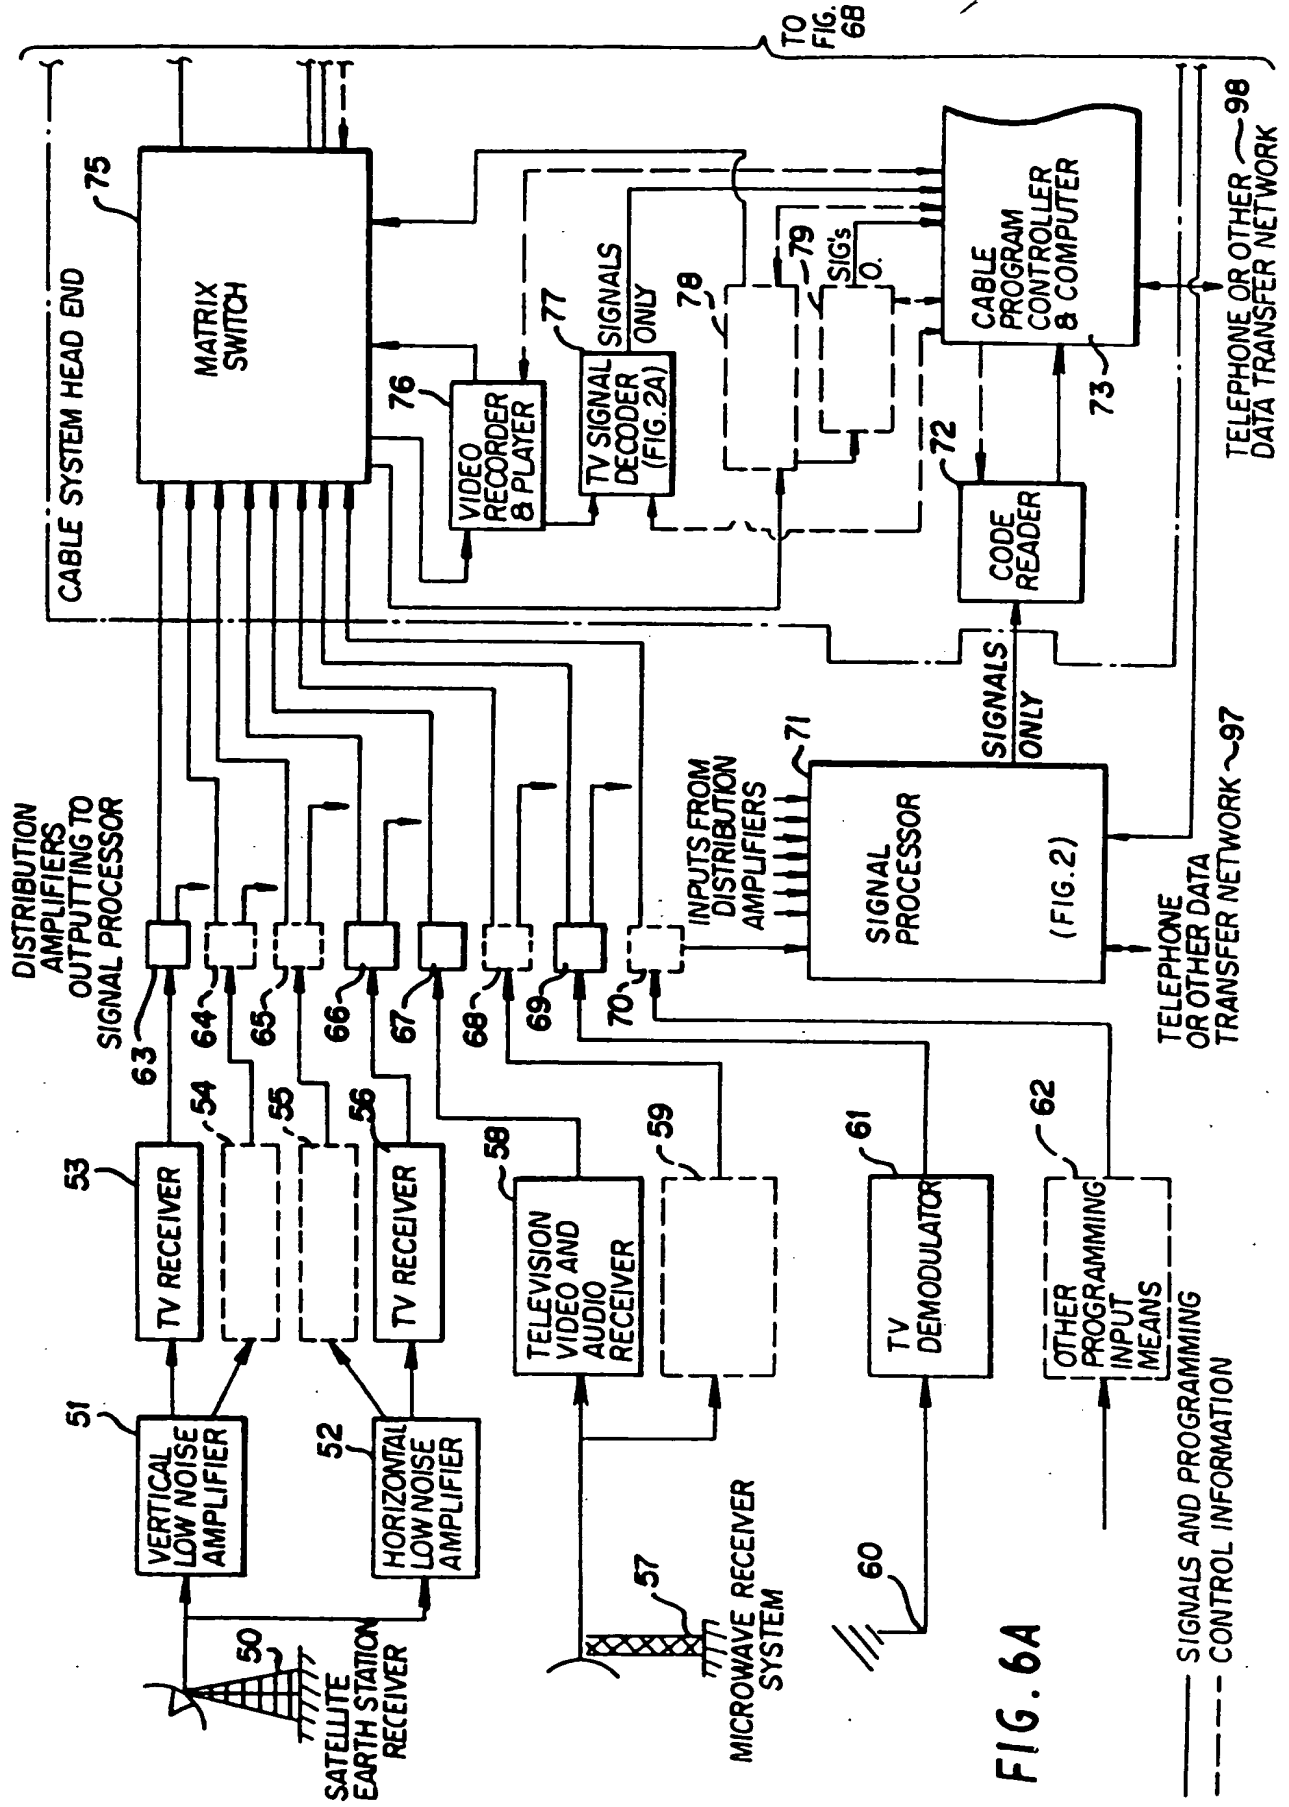 DISTRIBUTION
AMPLIFIERS
OUTPUTTING TO
SIGNAL PROCESSOR
CABLE SYSTEM HEAD END
TO
FIG.
6B
50
SATELLITE
EARTH STATION
RECEIVER
51
VERTICAL
LOW NOISE
AMPLIFIER
52
HORIZONTAL
LOW NOISE
AMPLIFIER
53
TV RECEIVER
54
55
56
TV RECEIVER
57
MICROWAVE RECEIVER
SYSTEM
58
TELEVISION
VIDEO AND
AUDIO
RECEIVER
59
60
61
TV
DEMODULATOR
62
OTHER
PROGRAMMING
INPUT
MEANS
63
64
65
66
67
68
69
70
INPUTS FROM
DISTRIBUTION
AMPLIFIERS
71
SIGNAL
PROCESSOR
(FIG.2)
SIGNALS
ONLY
72
CODE
READER
73
CABLE
PROGRAM
CONTROLLER
& COMPUTER
75
MATRIX
SWITCH
76
VIDEO
RECORDER
& PLAYER
77
TV SIGNAL
DECODER
(FIG.2A)
SIGNALS
ONLY
78
79
SIG's
O.
TELEPHONE
OR OTHER DATA
TRANSFER NETWORK 97
TELEPHONE OR OTHER 98
DATA TRANSFER NETWORK
FIG. 6A
SIGNALS AND PROGRAMMING
CONTROL INFORMATION